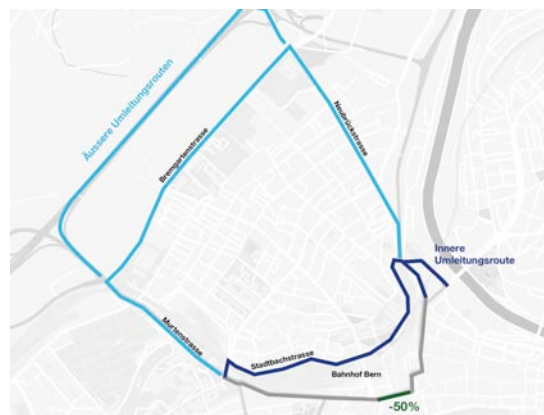 Äussere Umleitungsrouten
Bremgartenstrasse
Neubrückstrasse
Innere
Umleitungsroute
Murtenstrasse
Stadtbachstrasse
Bahnhof Bern
-50%